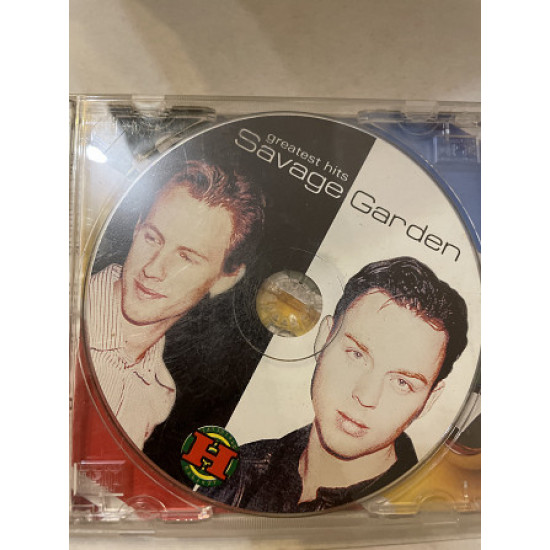 greatest hits
Savage
Garden
H